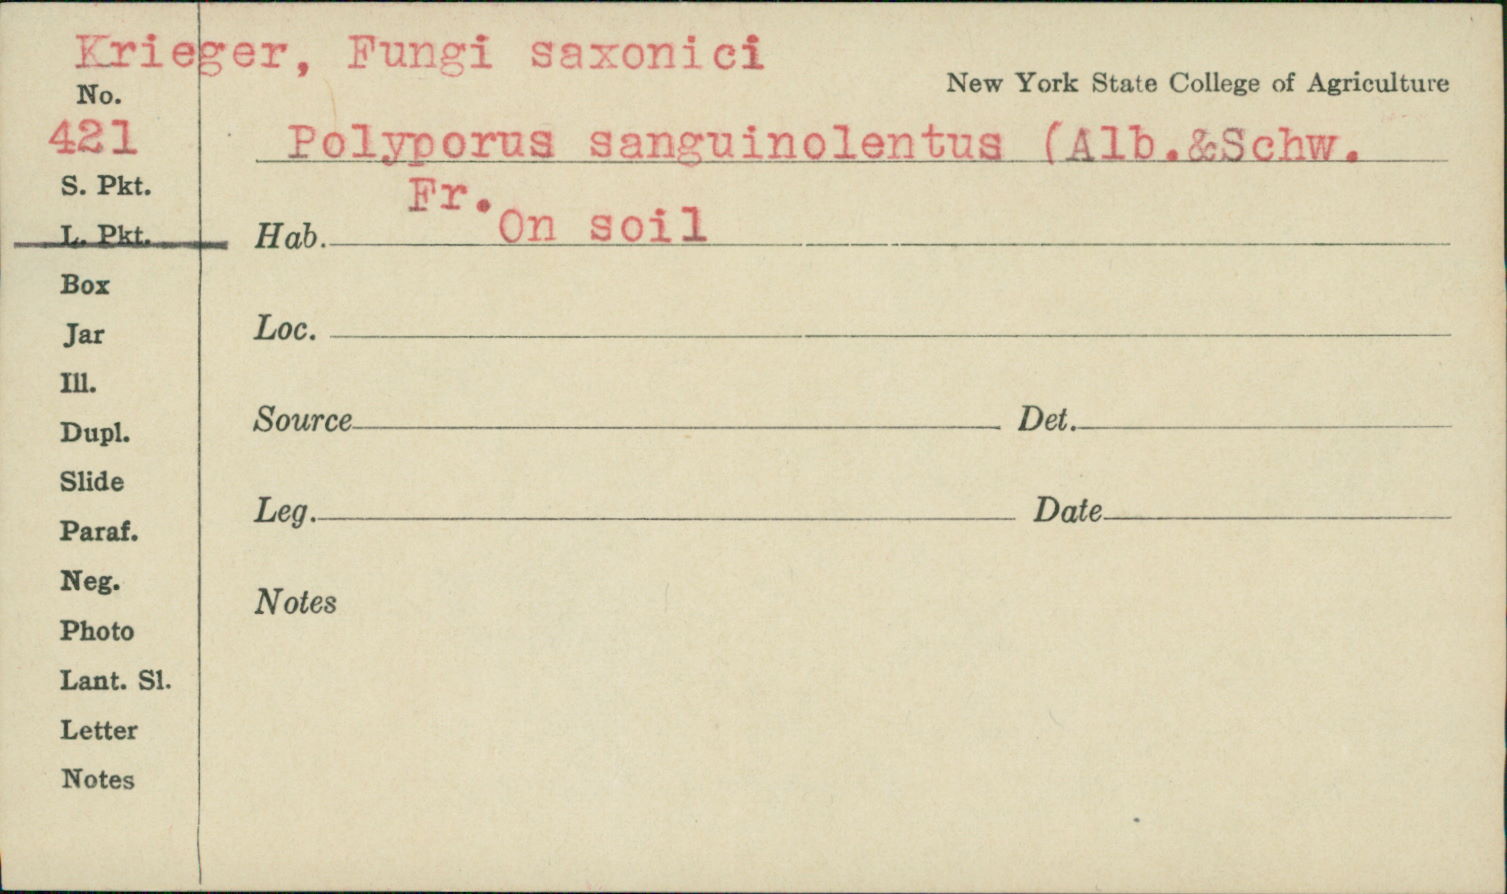 Krieger, Fungi saxonici
New York State College of Agriculture
No.
421
Polyporus sanguinolentus (Alb.&Schw.
Fr.
S. Pkt.
L. Pkt.
Hab. On soil
Box
Loc.
Jar
Ill.
Source Det.
Dupl.
Slide
Leg. Date
Paraf.
Neg.
Notes
Photo
Lant. Sl.
Letter
Notes